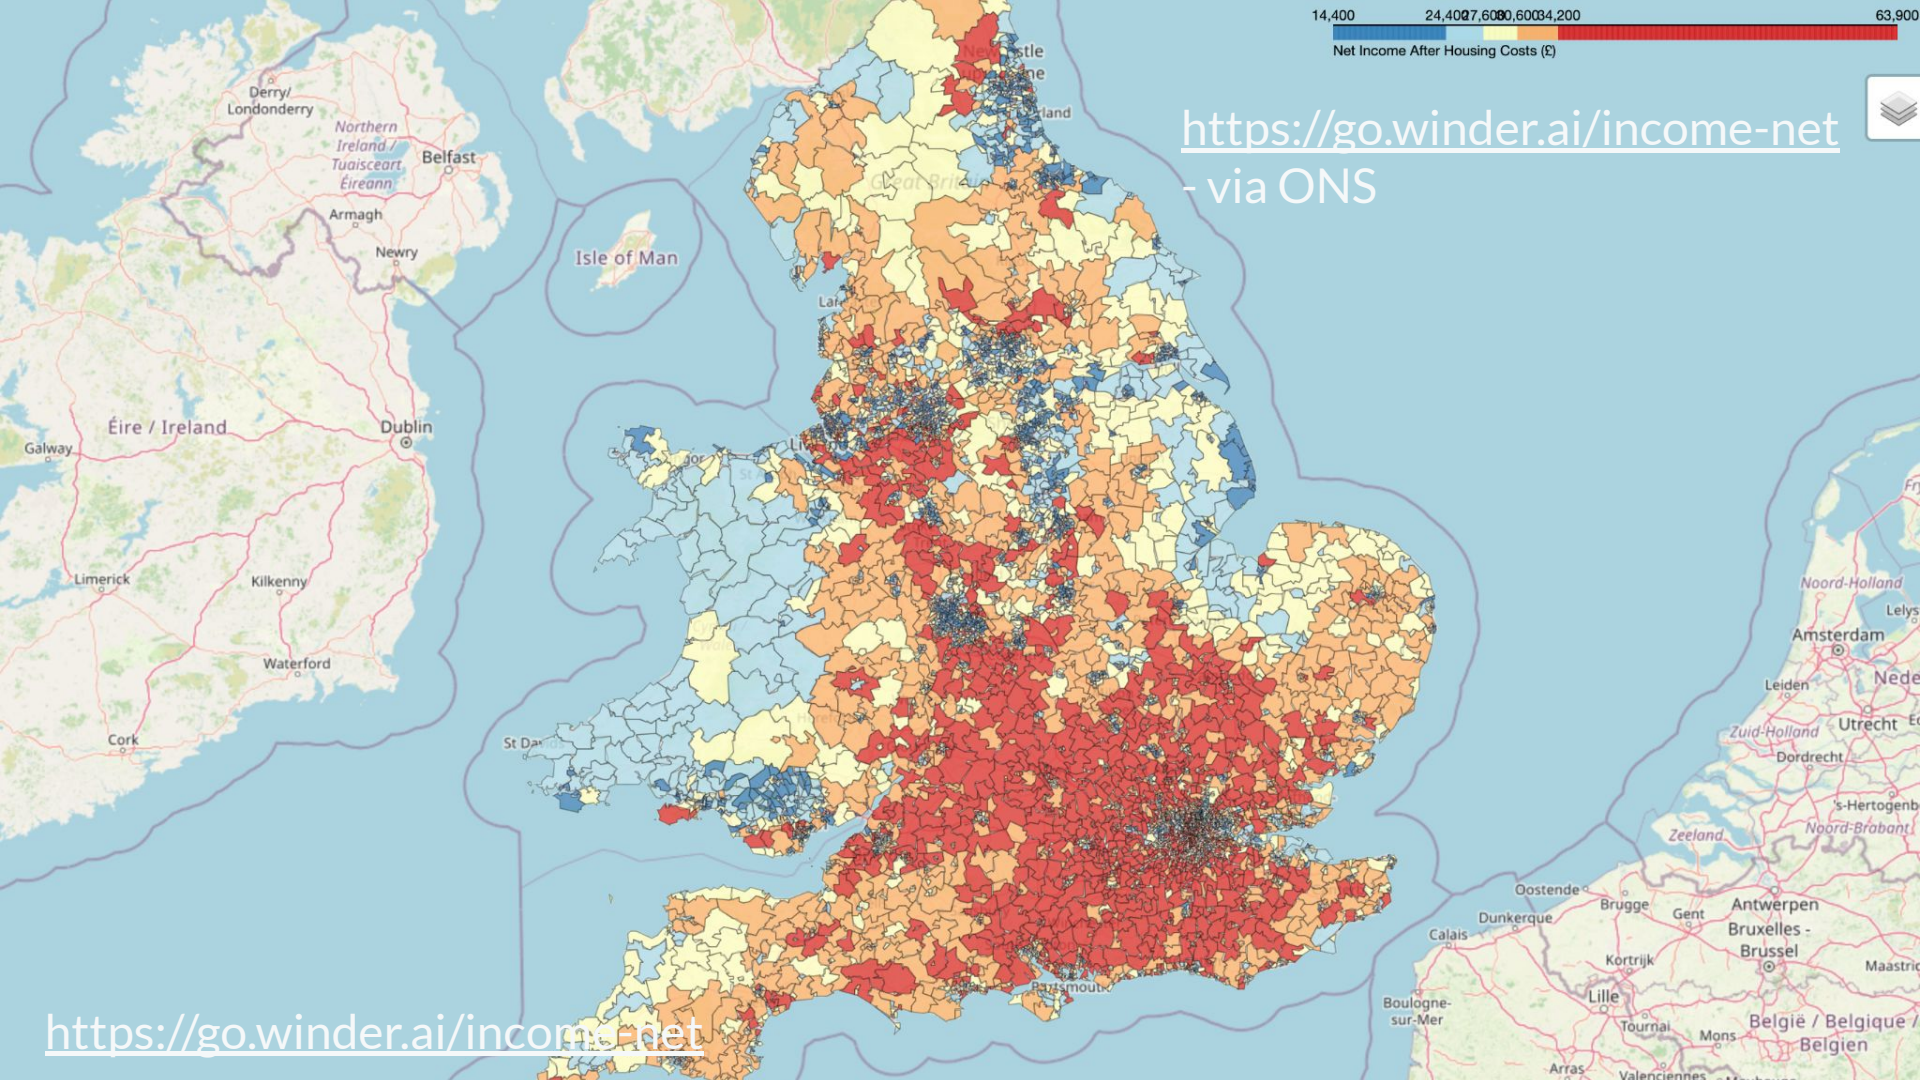 14,400
24,400
27,600
30,600
34,200
63,900
Net Income After Housing Costs (£)
https://go.winder.ai/income-net
- via ONS
Derry/
Londonderry
Northern
Ireland /
Tuaisceart
Éireann
Belfast
Armagh
Newry
Isle of Man
Great Britain
Éire / Ireland
Dublin
Galway
Limerick
Kilkenny
Waterford
Cork
Noord-Holland
Amsterdam
Leiden
Utrecht
Zuid-Holland
Dordrecht
's-Hertogenb
Noord-Brabant
Zeeland
Oostende
Brugge
Antwerpen
Gent
Dunkerque
Calais
Bruxelles -
Brussel
Kortrijk
Maastric
Boulogne-
sur-Mer
Lille
Tournai
Mons
België / Belgique /
Belgien
Arras
Valenciennes
Portsmouth
https://go.winder.ai/income-net